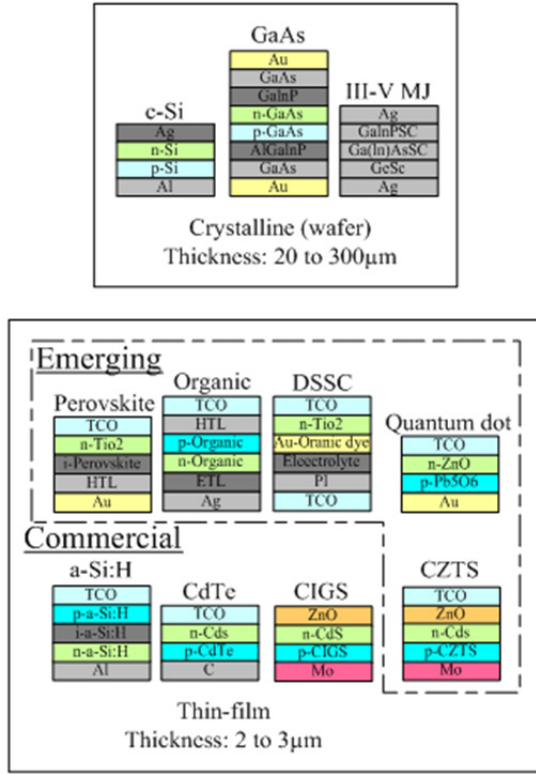 GaAs
Au
GaAs
GaInP
n-GaAs
p-GaAs
AlGaInP
GaAs
Au
c-Si
Ag
n-Si
p-Si
Al
III-V MJ
Ag
GaInPSC
Ga(In)AsSC
GeSc
Ag
Crystalline (wafer)
Thickness: 20 to 300µm
Emerging
Perovskite
TCO
n-Tio2
i-Perovskite
HTL
Au
Organic
TCO
HTL
p-Organic
n-Organic
ETL
Ag
DSSC
TCO
n-Tio2
Au-Oranic dye
Eloectrolyte
Pl
TCO
Quantum dot
TCO
n-ZnO
p-Pb5O6
Au
Commercial
a-Si:H
TCO
p-a-Si:H
i-a-Si:H
n-a-Si:H
Al
CdTe
TCO
n-Cds
p-CdTe
C
CIGS
ZnO
n-CdS
p-CIGS
Mo
CZTS
TCO
ZnO
n-Cds
p-CZTS
Mo
Thin-film
Thickness: 2 to 3µm